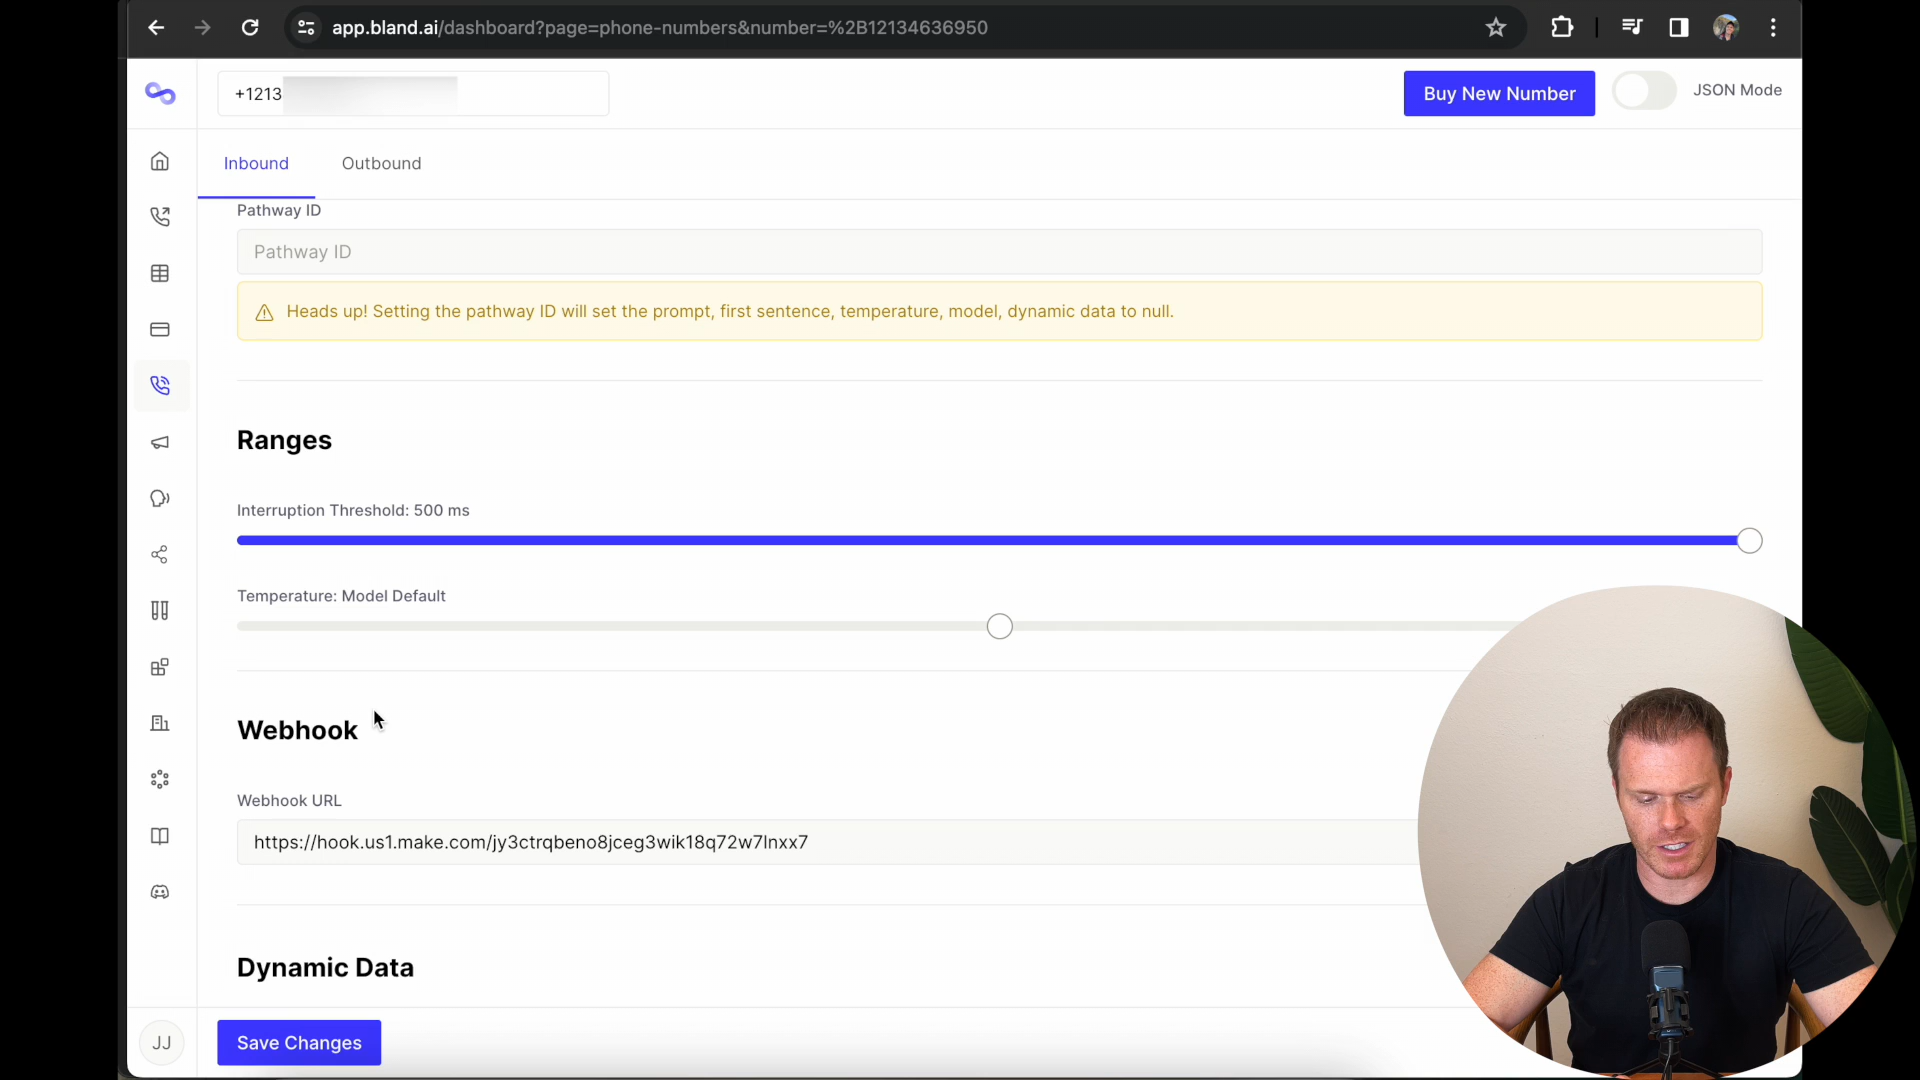 app.bland.ai/dashboard?page=phone-numbers&number=%2B12134636950
+1213
Buy New Number
JSON Mode
Inbound
Outbound
Pathway ID
Pathway ID
Heads up! Setting the pathway ID will set the prompt, first sentence, temperature, model, dynamic data to null.
Ranges
Interruption Threshold: 500 ms
Temperature: Model Default
Webhook
Webhook URL
https://hook.us1.make.com/jy3ctrqbeno8jceg3wik18q72w7lnxx7
Dynamic Data
JJ
Save Changes